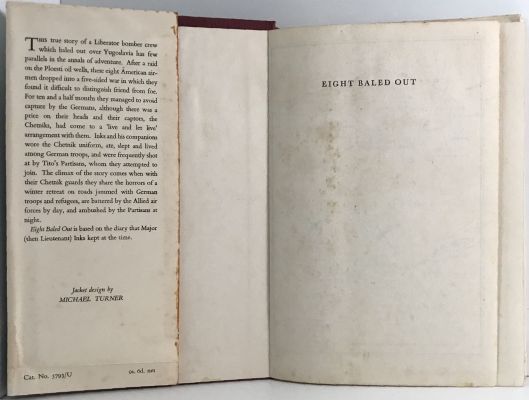 THIS true story of a Liberator bomber crew
which baled out over Yugoslavia has few
parallels in the annals of adventure. After a raid
on the Ploesti oil wells, these eight American air-
men dropped into a five-sided war in which they
found it difficult to distinguish friend from foe.
For ten and a half months they managed to avoid
capture by the Germans, although there was a
price on their heads and their captors, the
Chetniks, had come to a 'live and let live'
arrangement with them. Inks and his companions
wore the Chetnik uniform, ate, slept and lived
among German troops, and were frequently shot
at by Tito's Partisans, whom they attempted to
join. The climax of the story comes when with
their Chetnik guards they share the horrors of a
winter retreat on roads jammed with German
troops and refugees, are battered by the Allied air
forces by day, and ambushed by the Partisans at
night.
Eight Baled Out is based on the diary that Major
(then Lieutenant) Inks kept at the time.
Jacket design by
MICHAEL TURNER
Cat. No. 5793/U
9s. 6d. net
EIGHT BALED OUT